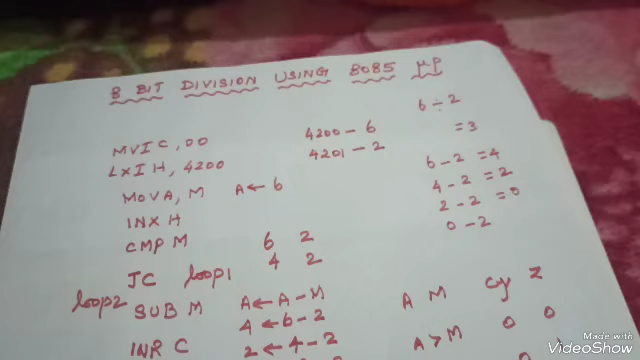 8 BIT DIVISION USING 8085 μP
6 ÷ 2
MVI C, 00 4200 - 6 = 3
LXI H, 4200 4201 - 2
MOV A, M A ← 6 6 - 2 = 4
INX H 4 - 2 = 2
CMP M 6 2 2 - 2 = 0
4 2 0 - 2
JC loop1
loop2 SUB M A ← A - M A M Cy Z
4 ← 6 - 2
INR C 2 ← 4 - 2 A > M 0 0
Made with
VideoShow